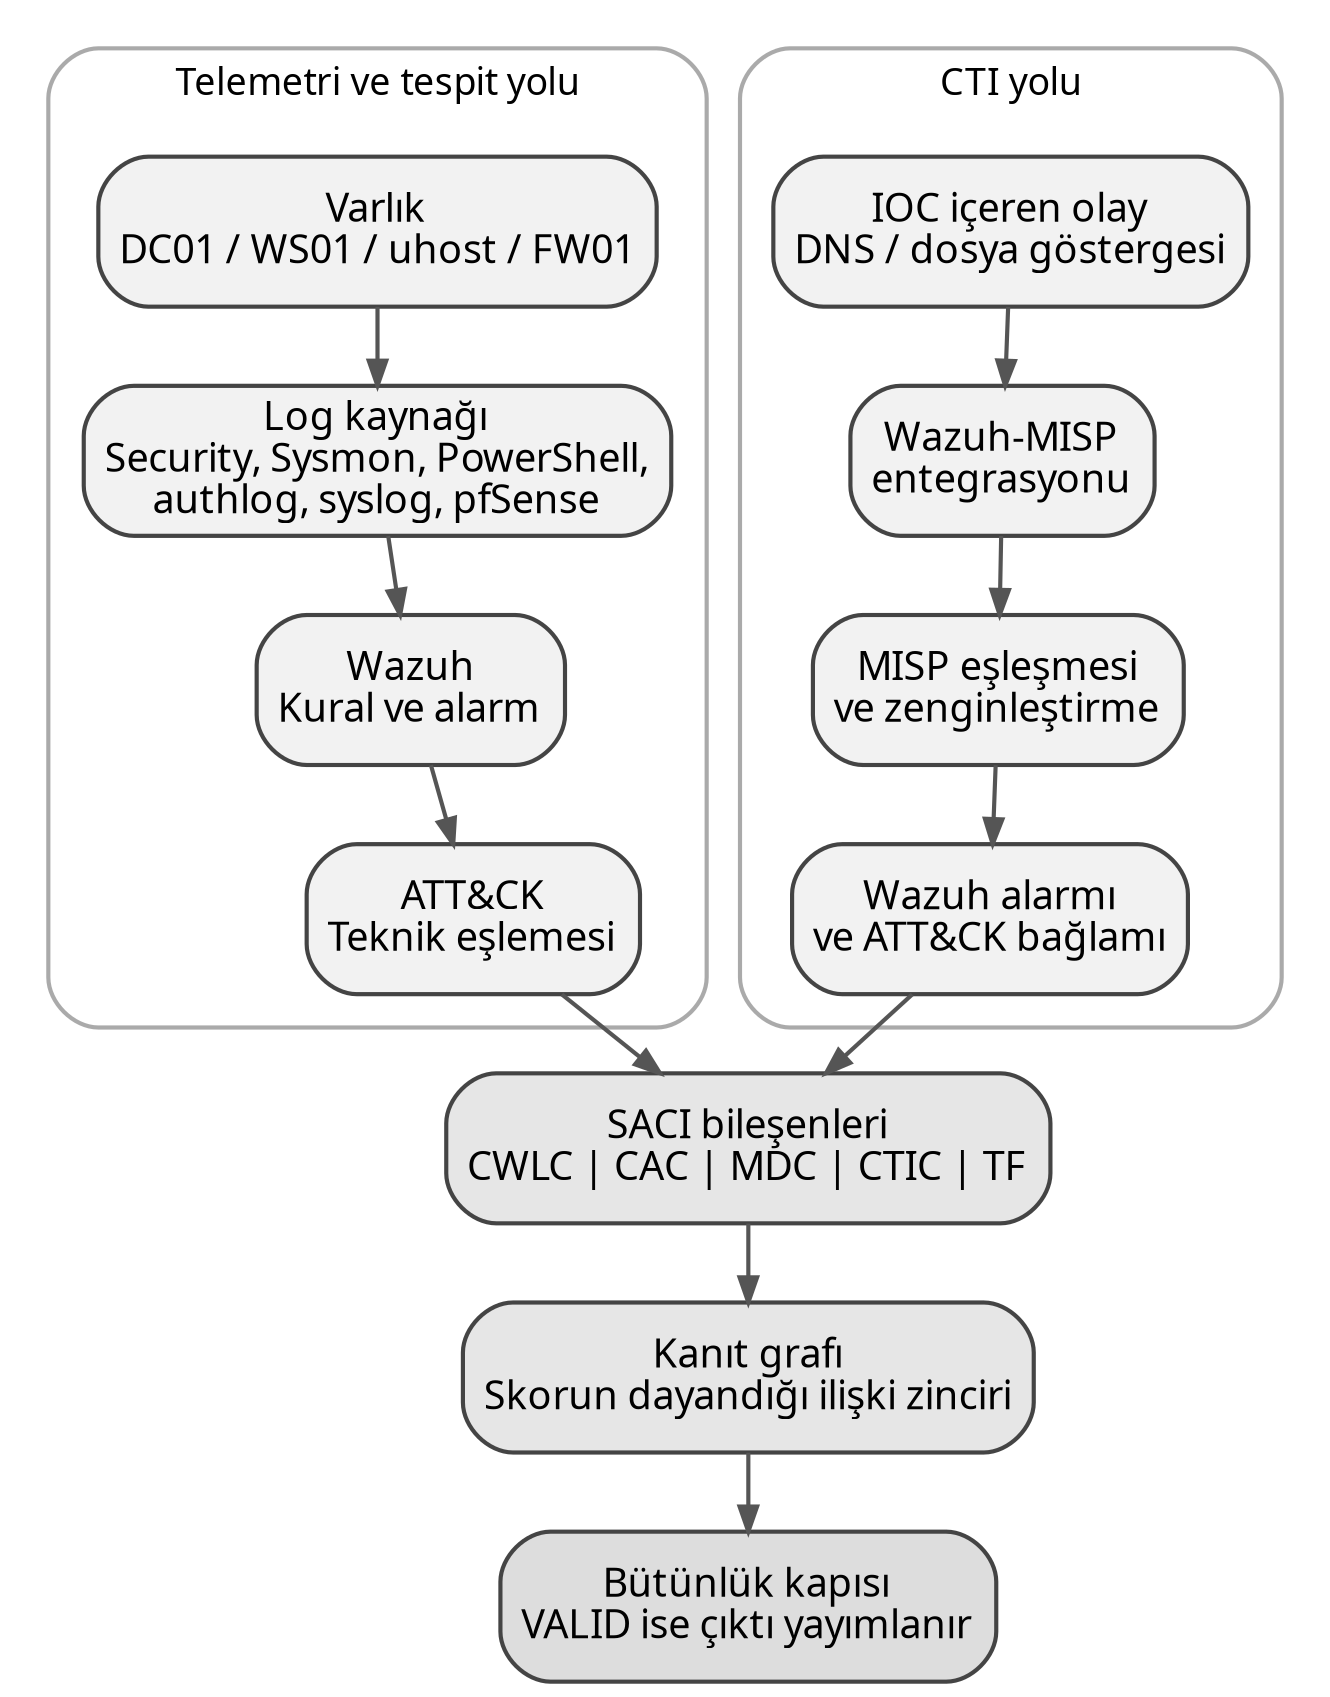 Telemetri ve tespit yolu
Varlık
DC01 / WS01 / uhost / FW01
Log kaynağı
Security, Sysmon, PowerShell,
authlog, syslog, pfSense
Wazuh
Kural ve alarm
ATT&CK
Teknik eşlemesi
CTI yolu
IOC içeren olay
DNS / dosya göstergesi
Wazuh-MISP
entegrasyonu
MISP eşleşmesi
ve zenginleştirme
Wazuh alarmı
ve ATT&CK bağlamı
SACI bileşenleri
CWLC | CAC | MDC | CTIC | TF
Kanıt grafı
Skorun dayandığı ilişki zinciri
Bütünlük kapısı
VALID ise çıktı yayımlanır